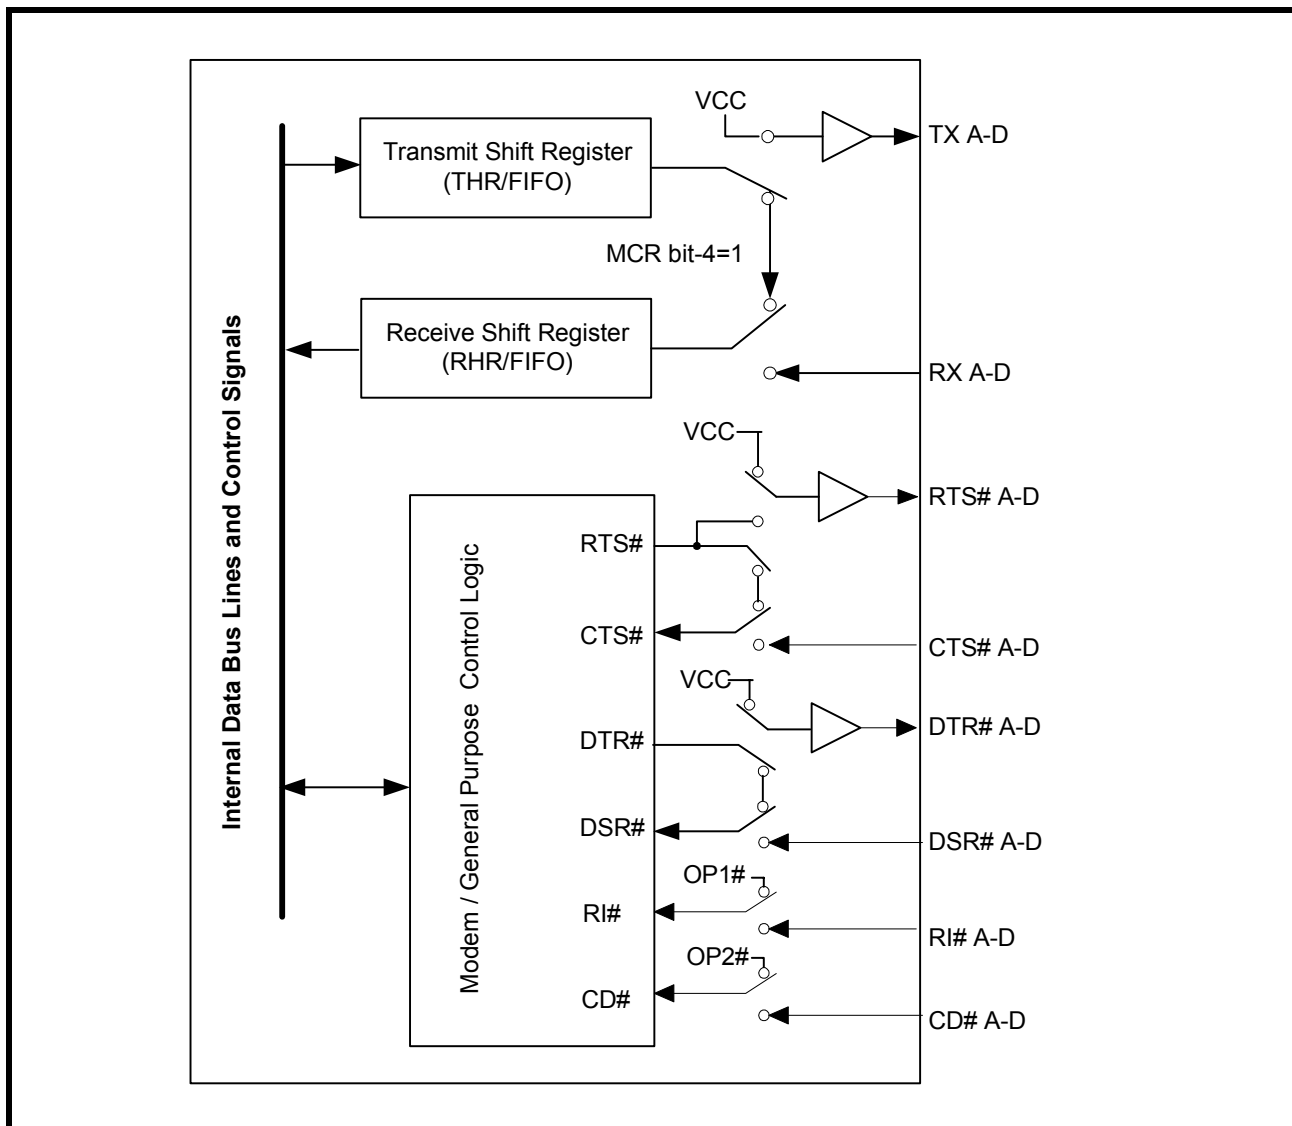 VCC
TX A-D
Transmit Shift Register
(THR/FIFO)
MCR bit-4=1
Receive Shift Register
(RHR/FIFO)
RX A-D
Internal Data Bus Lines and Control Signals
VCC
RTS# A-D
Modem / General Purpose Control Logic
RTS#
CTS#
CTS# A-D
VCC
DTR# A-D
DTR#
DSR#
DSR# A-D
OP1#
RI#
RI# A-D
OP2#
CD#
CD# A-D